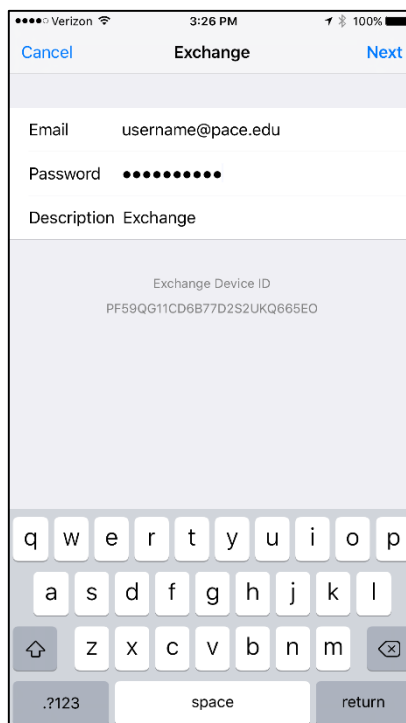 Verizon 3:26 PM 100%
Cancel Exchange Next
Email username@pace.edu
Password ••••••••••
Description Exchange
Exchange Device ID
PF59QG11CD6B77D2S2UKQ665EO
q w e r t y u i o p
a s d f g h j k l
z x c v b n m
.?123 space return